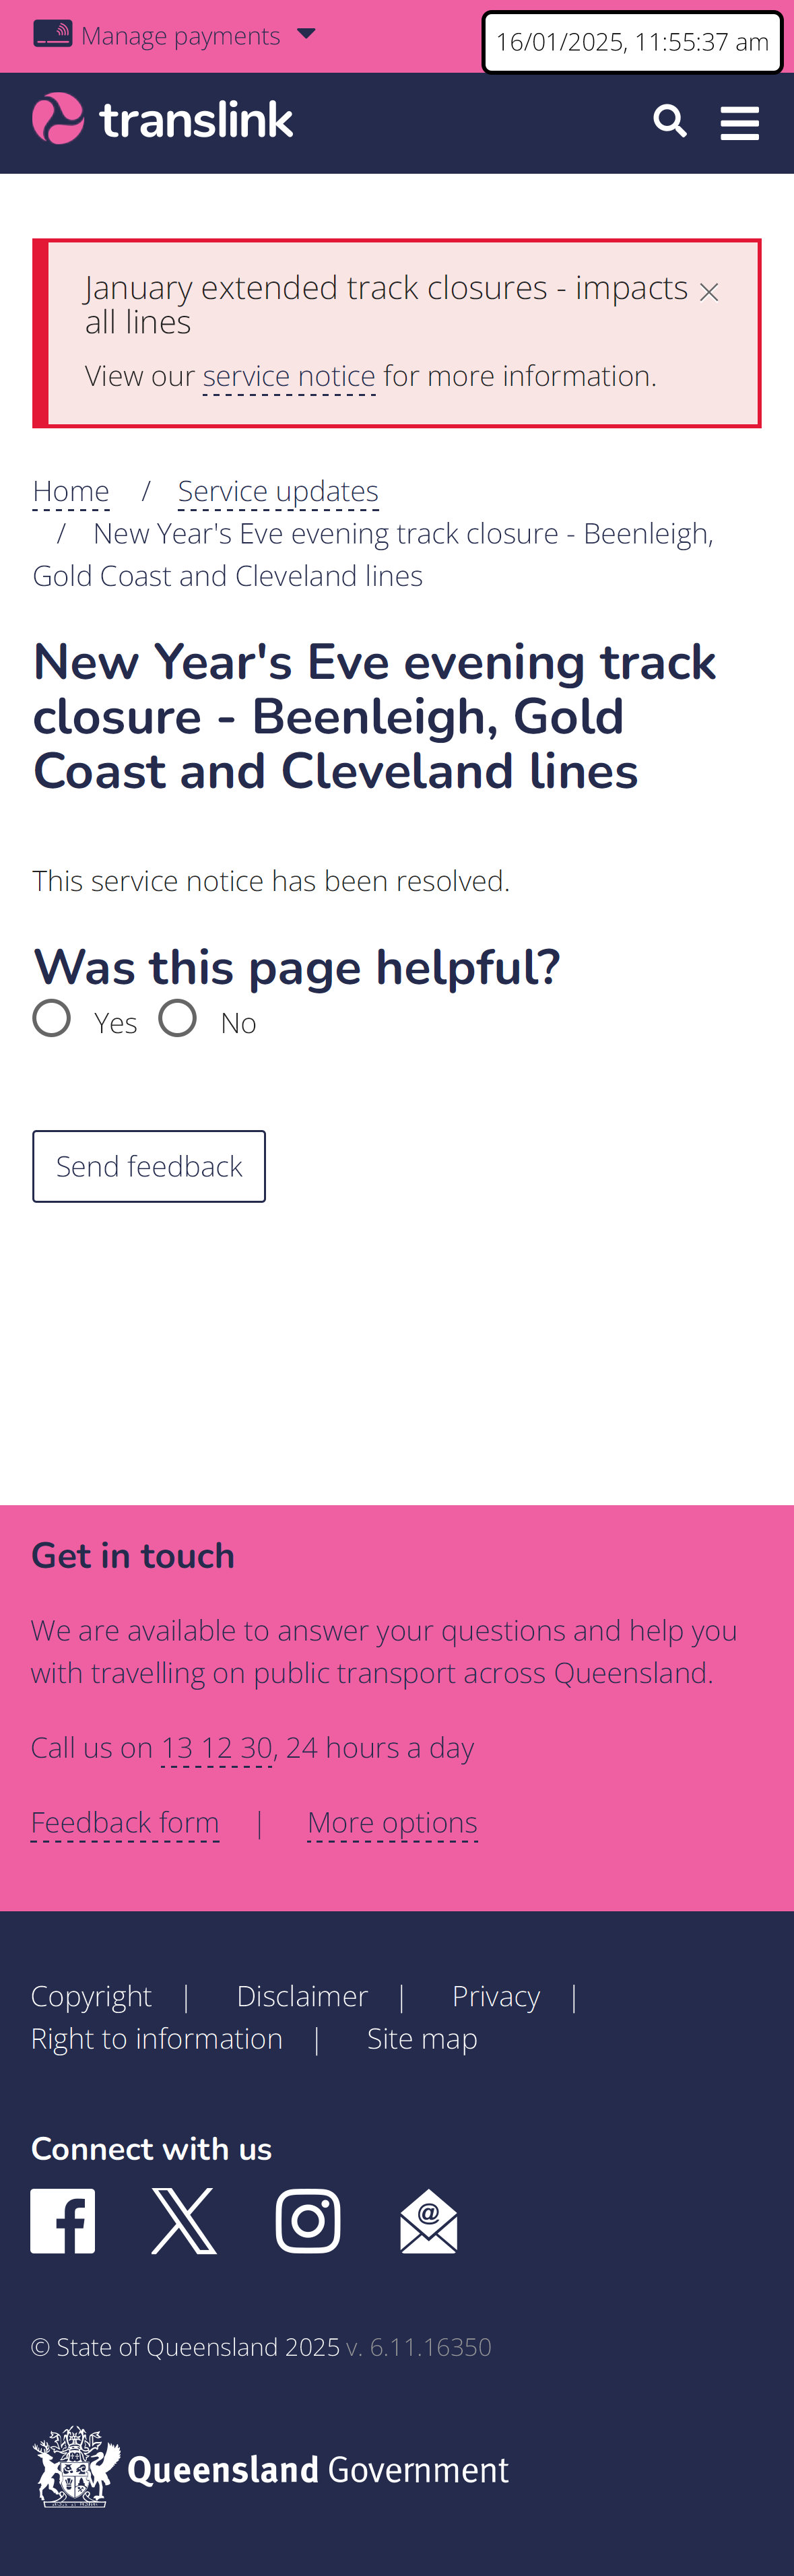 Manage payments
16/01/2025, 11:55:37 am
translink
January extended track closures - impacts
all lines
View our service notice for more information.
Home / Service updates
/ New Year's Eve evening track closure - Beenleigh,
Gold Coast and Cleveland lines
New Year's Eve evening track
closure - Beenleigh, Gold
Coast and Cleveland lines
This service notice has been resolved.
Was this page helpful?
Yes No
Send feedback
Get in touch
We are available to answer your questions and help you
with travelling on public transport across Queensland.
Call us on 13 12 30, 24 hours a day
Feedback form | More options
Copyright | Disclaimer | Privacy |
Right to information | Site map
Connect with us
© State of Queensland 2025 v. 6.11.16350
Queensland Government